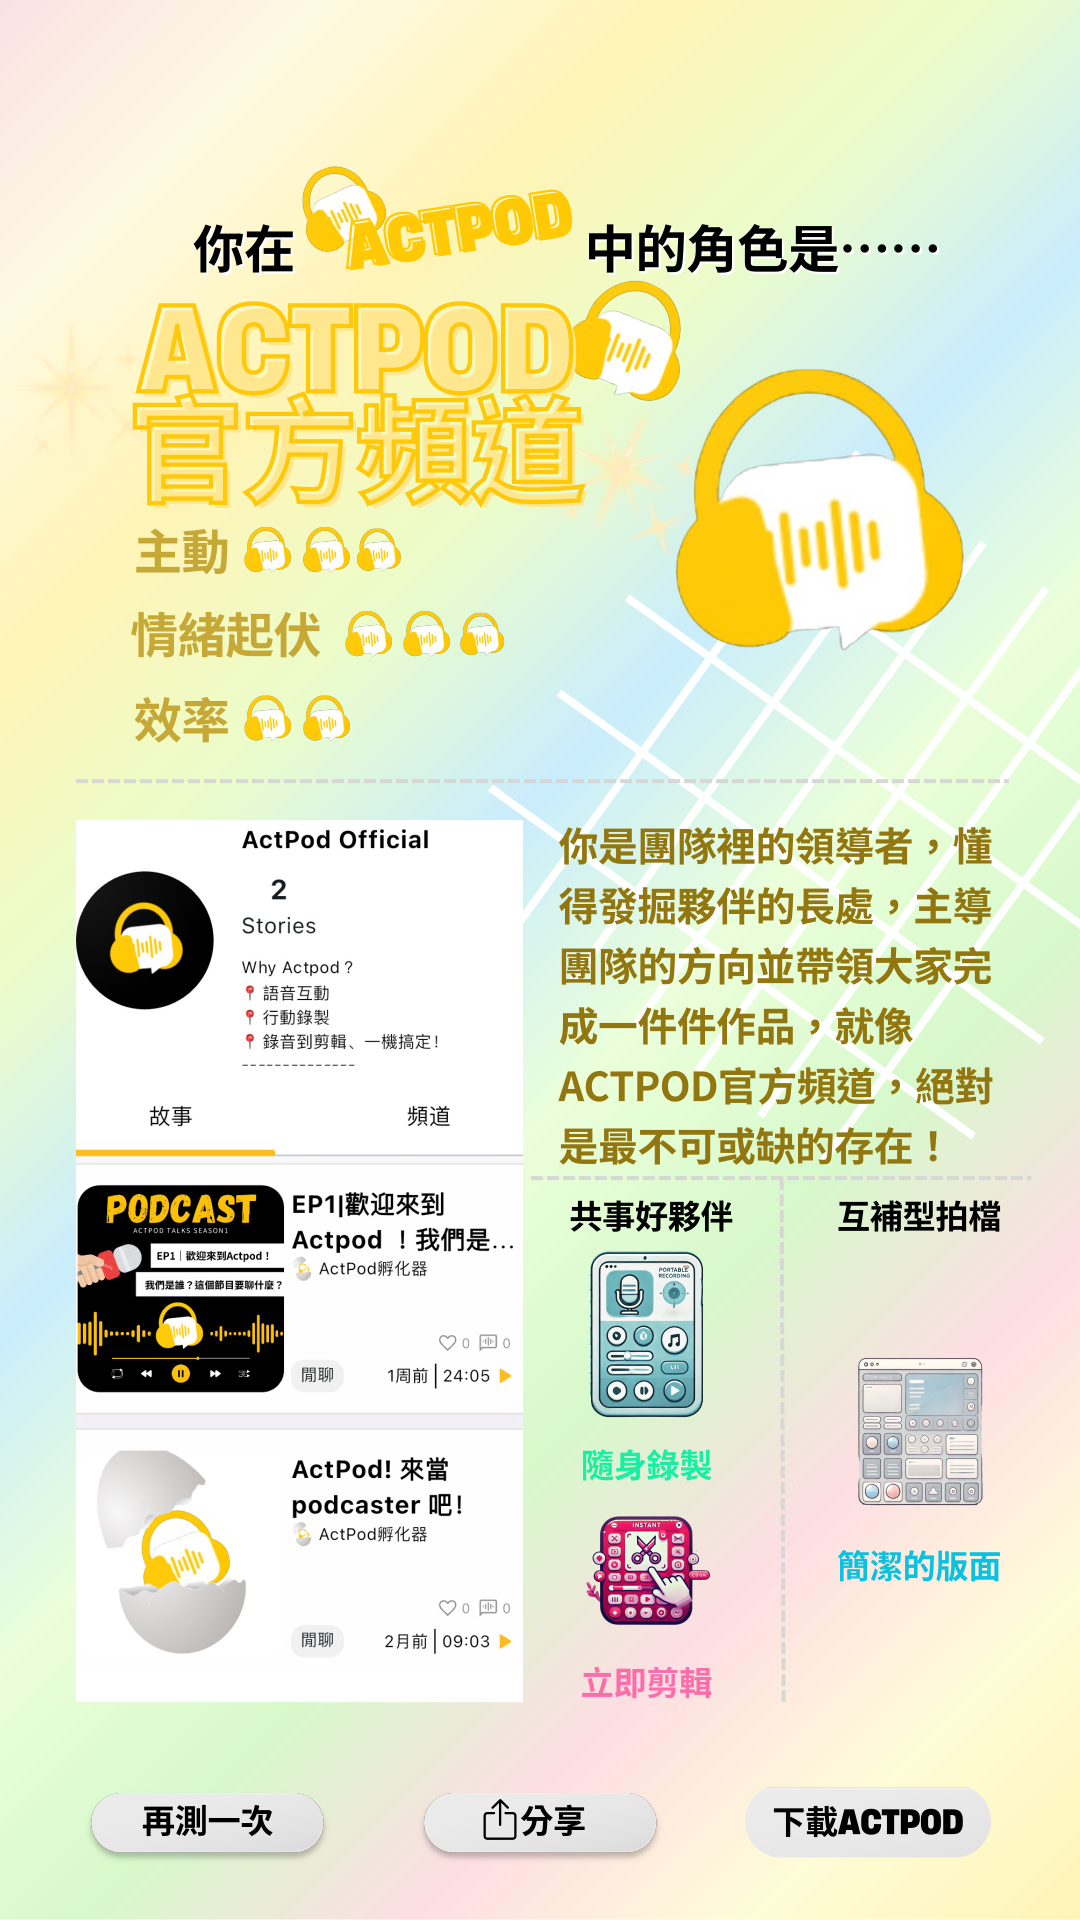 你在 ACTPOD 中的角色是⋯⋯
ACTPOD
官方頻道
主動
情緒起伏
效率
ActPod Official
2
Stories
Why Actpod ?
📍 語音互動
📍 行動錄製
📍 錄音到剪輯、一機搞定!
--------------
故事 頻道
PODCAST
ACTPOD TALKS SEASON1
EP1｜歡迎來到Actpod！
我們是誰？這個節目要聊什麼？
EP1|歡迎來到
Actpod ！我們是...
ActPod孵化器
0 0
閒聊 1周前 24:05
ActPod! 來當
podcaster 吧!
ActPod孵化器
0 0
閒聊 2月前 09:03
你是團隊裡的領導者，懂
得發掘夥伴的長處，主導
團隊的方向並帶領大家完
成一件件作品，就像
ACTPOD官方頻道，絕對
是最不可或缺的存在！
共事好夥伴
PORTABLE
RECORDING
隨身錄製
INSTANT
立即剪輯
互補型拍檔
簡潔的版面
再測一次
分享
下載ACTPOD